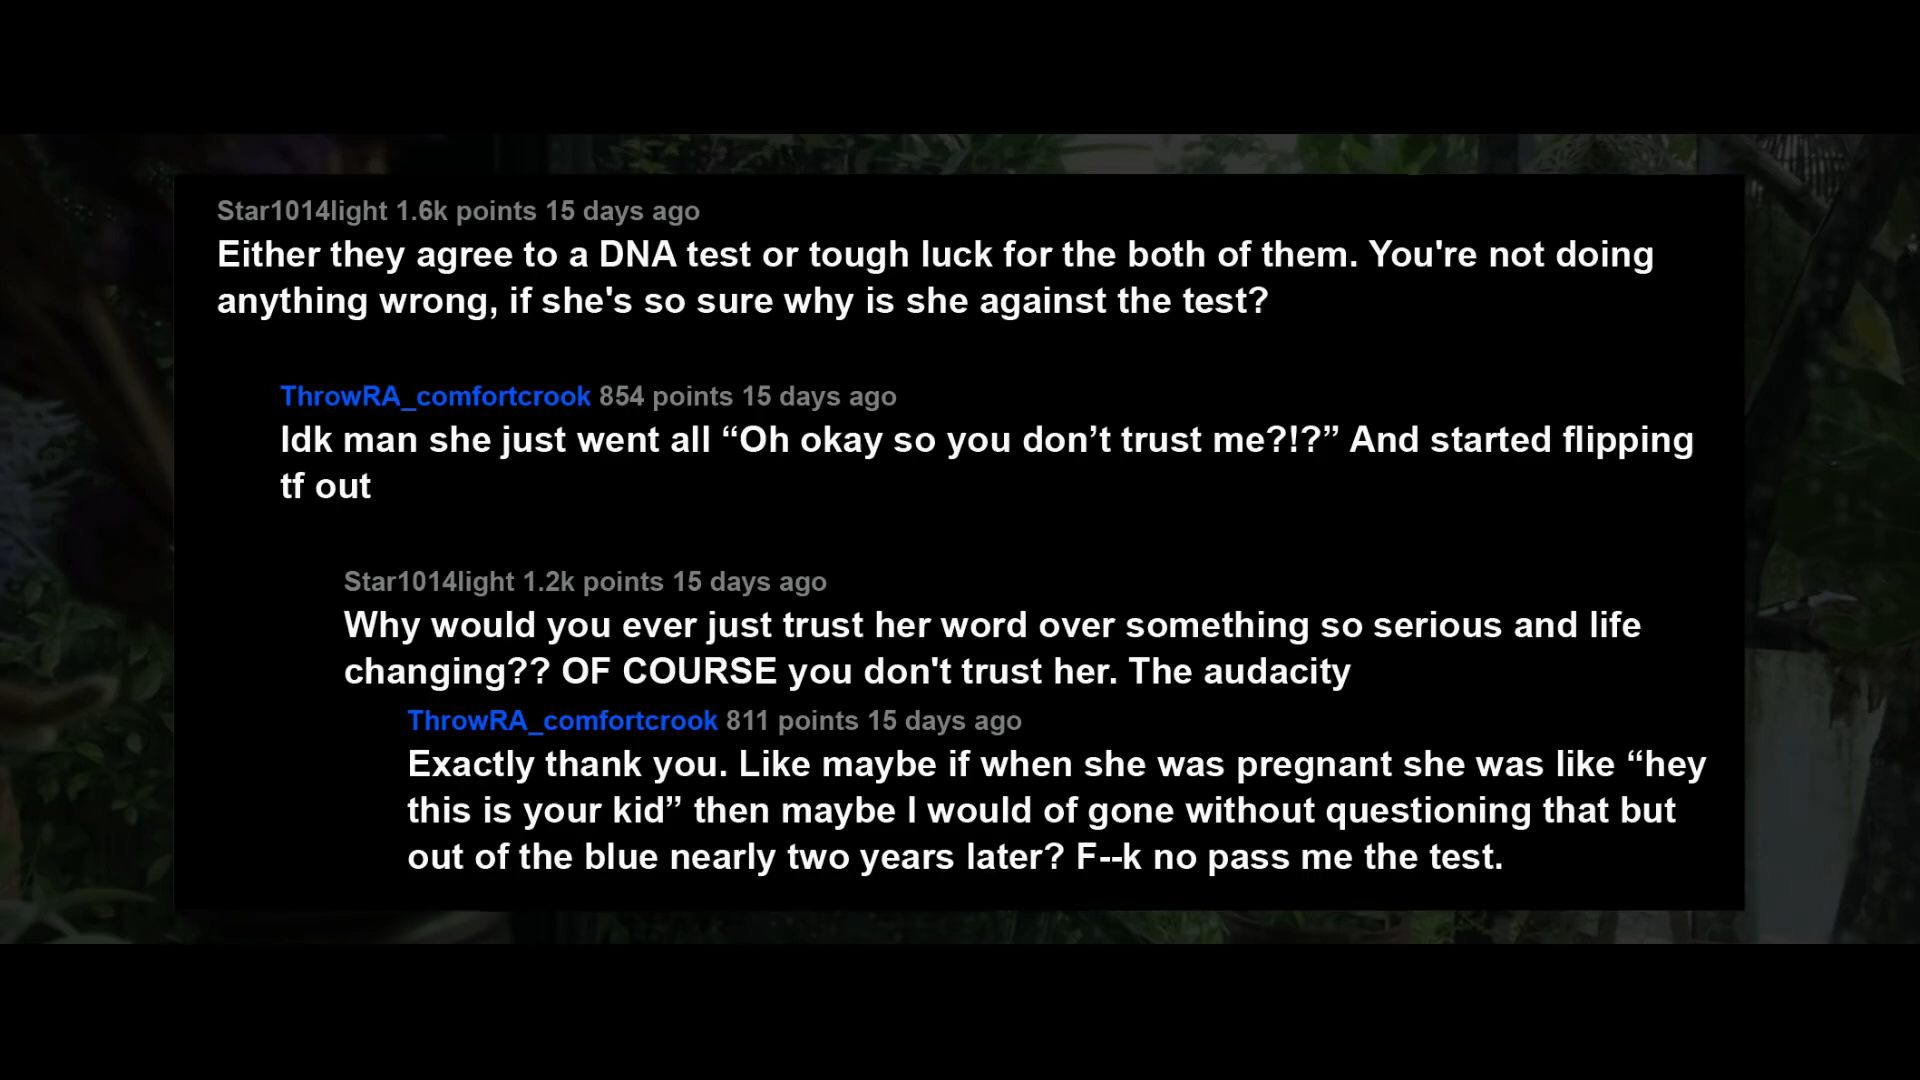 Star1014light 1.6k points 15 days ago
Either they agree to a DNA test or tough luck for the both of them. You're not doing
anything wrong, if she's so sure why is she against the test?
ThrowRA_comfortcrook 854 points 15 days ago
Idk man she just went all “Oh okay so you don’t trust me?!?” And started flipping
tf out
Star1014light 1.2k points 15 days ago
Why would you ever just trust her word over something so serious and life
changing?? OF COURSE you don't trust her. The audacity
ThrowRA_comfortcrook 811 points 15 days ago
Exactly thank you. Like maybe if when she was pregnant she was like “hey
this is your kid” then maybe I would of gone without questioning that but
out of the blue nearly two years later? F--k no pass me the test.